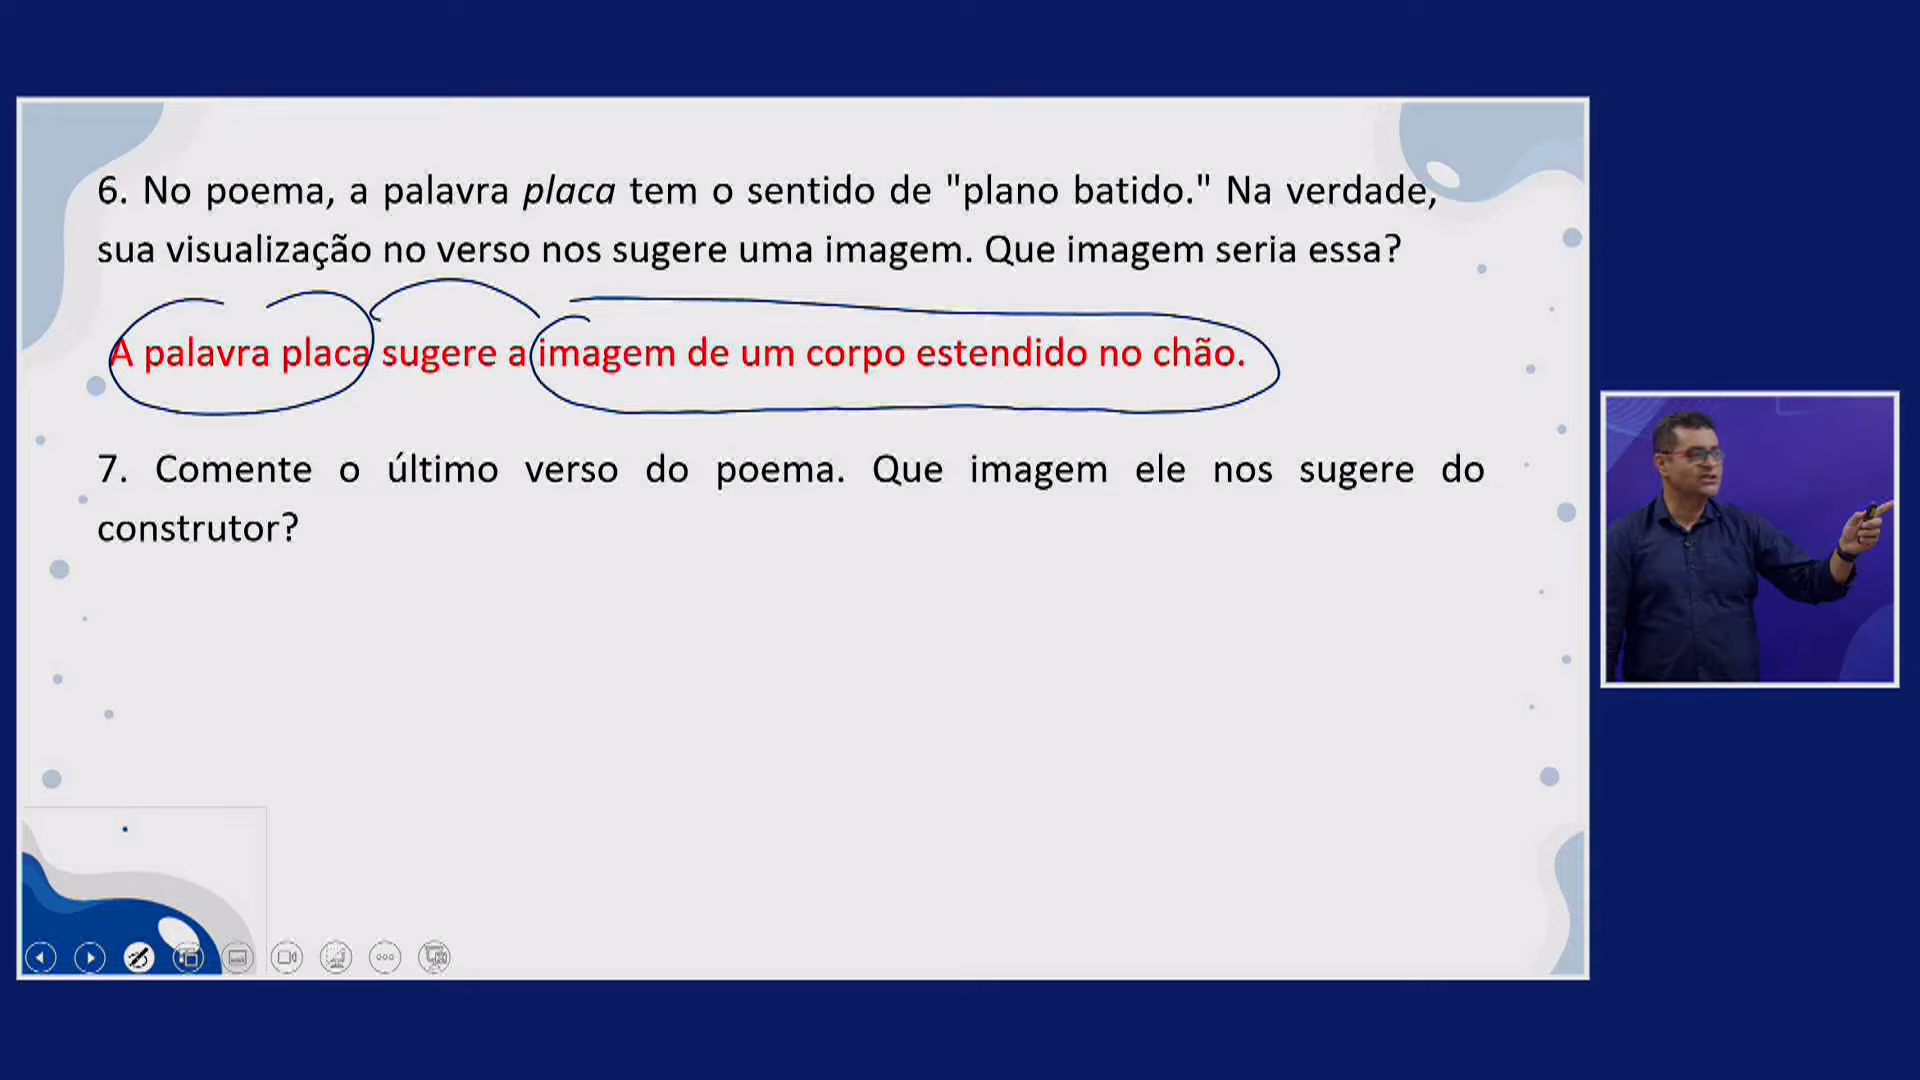 6. No poema, a palavra placa tem o sentido de "plano batido." Na verdade,
sua visualização no verso nos sugere uma imagem. Que imagem seria essa?
A palavra placa sugere a imagem de um corpo estendido no chão.
7. Comente o último verso do poema. Que imagem ele nos sugere do
construtor?